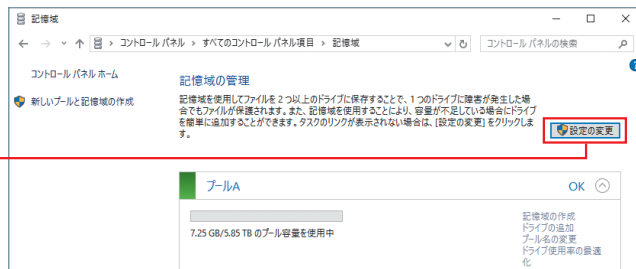 記憶域
コントロール パネル › すべてのコントロール パネル項目 › 記憶域
コントロール パネルの検索
コントロール パネル ホーム
新しいプールと記憶域の作成
記憶域の管理
記憶域を使用してファイルを 2 つ以上のドライブに保存することで、1 つのドライブに障害が発生した場
合でもファイルが保護されます。また、記憶域を使用することにより、容量が不足している場合にドライブ
を簡単に追加することができます。タスクのリンクが表示されない場合は、[設定の変更] をクリックしま
す。
設定の変更
プールA
OK
7.25 GB/5.85 TB のプール容量を使用中
記憶域の作成
ドライブの追加
プール名の変更
ドライブ使用率の最適
化